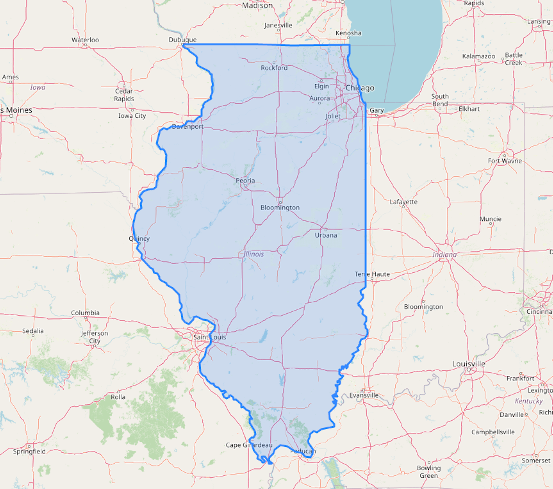 Madison
Rapids
Lansing
Janesville
Waterloo
Dubuque
Kenosha
Kalamazoo
Battle
Creek
Rockford
Ames
Iowa
Elgin
Chicago
Cedar
Rapids
Aurora
South
Bend
Elkhart
s Moines
Iowa City
Joliet
Gary
Davenport
Fort Wayne
Peoria
Lafayette
Bloomington
Muncie
Quincy
Urbana
Illinois
Indiana
Terre Haute
Columbia
Bloomington
Cincinna
Sedalia
Jefferson
City
Saint Louis
Louisville
Frankfort
Rolla
Evansville
Lexington
Kentucky
Danville
Rich
Campbellsville
Cape Girardeau
Springfield
Paducah
Bowling
Green
Somerset